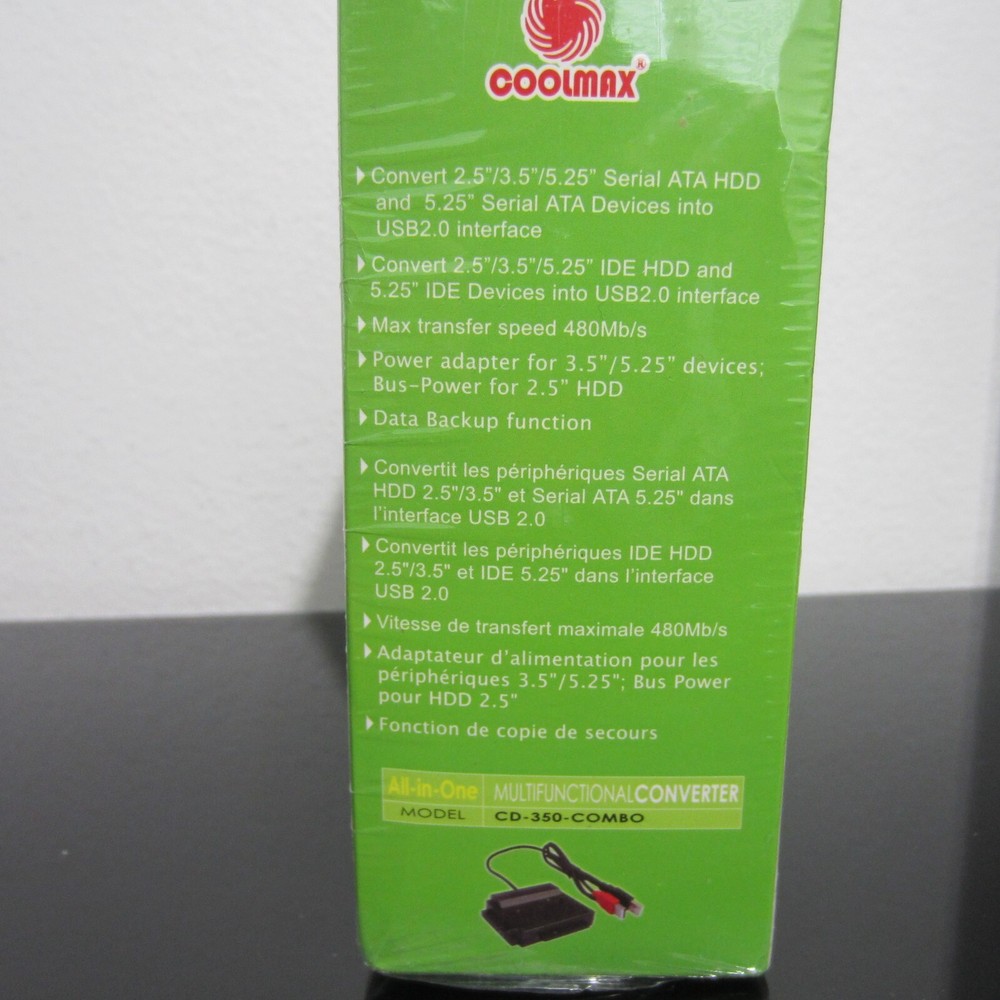 COOLMAX®
Convert 2.5"/3.5"/5.25" Serial ATA HDD
and 5.25" Serial ATA Devices into
USB2.0 interface
Convert 2.5"/3.5"/5.25" IDE HDD and
5.25" IDE Devices into USB2.0 interface
Max transfer speed 480Mb/s
Power adapter for 3.5"/5.25" devices;
Bus-Power for 2.5" HDD
Data Backup function
Convertit les périphériques Serial ATA
HDD 2.5"/3.5" et Serial ATA 5.25" dans
l'interface USB 2.0
Convertit les périphériques IDE HDD
2.5"/3.5" et IDE 5.25" dans l'interface
USB 2.0
Vitesse de transfert maximale 480Mb/s
Adaptateur d'alimentation pour les
périphériques 3.5"/5.25"; Bus Power
pour HDD 2.5"
Fonction de copie de secours
All-in-One MULTIFUNCTIONALCONVERTER
MODEL CD-350-COMBO